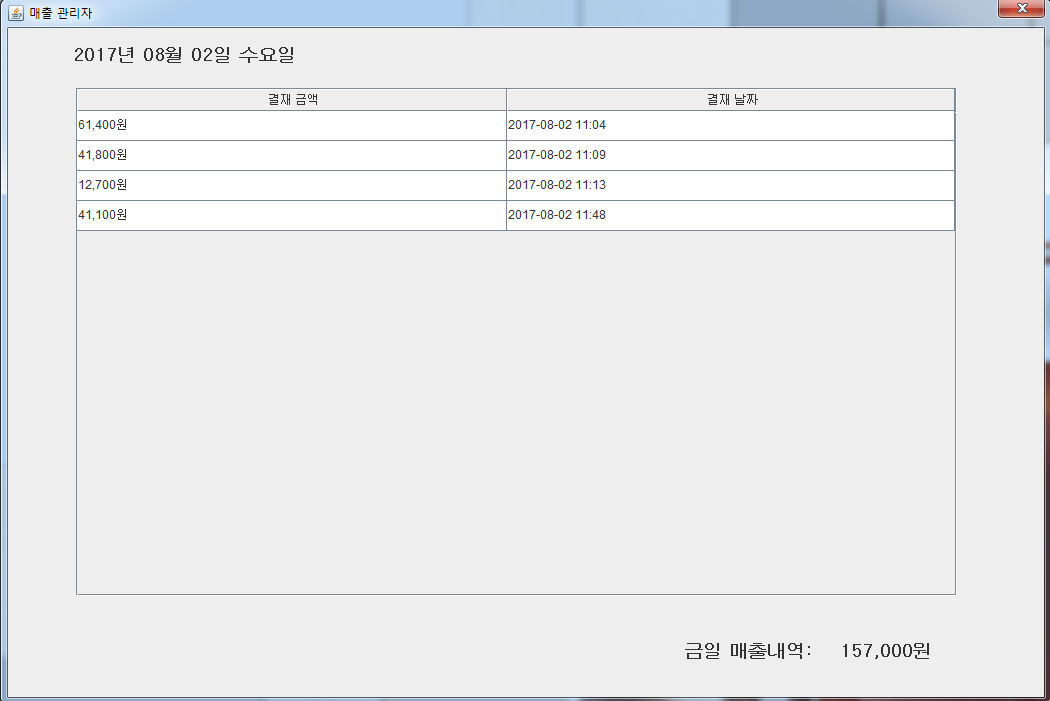 매출 관리자
2017년 08월 02일 수요일
결재 금액 결재 날짜
61,400원 2017-08-02 11:04
41,800원 2017-08-02 11:09
12,700원 2017-08-02 11:13
41,100원 2017-08-02 11:48
금일 매출내역: 157,000원